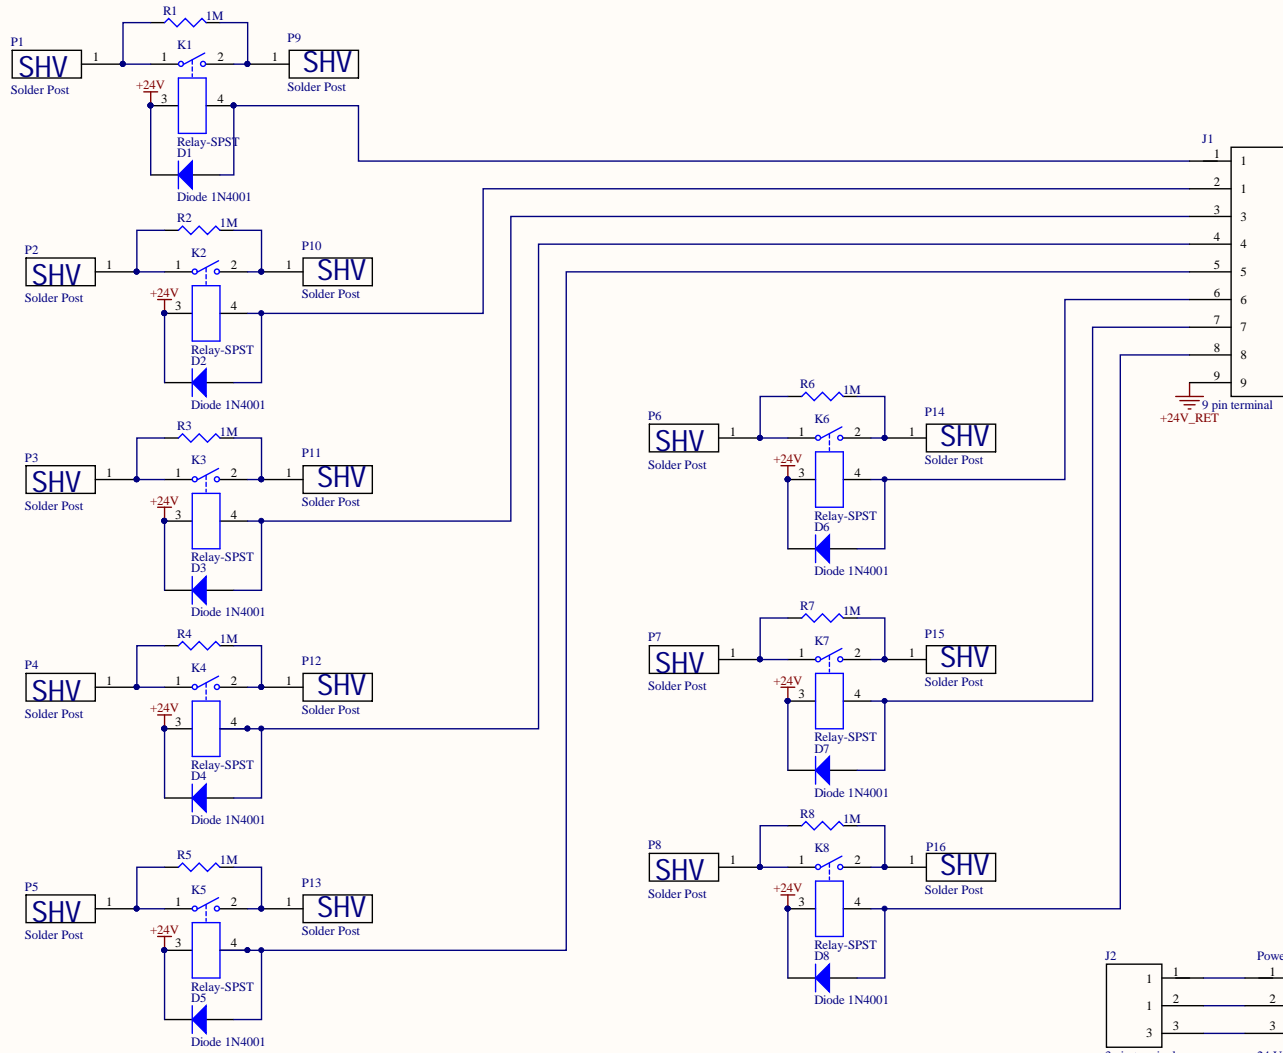 R1
1M
P1
SHV
1
Solder Post
K1
1
2
1
P9
SHV
Solder Post
+24V
3
4
Relay-SPST
D1
Diode 1N4001
R2
1M
P2
SHV
1
Solder Post
K2
1
2
1
P10
SHV
Solder Post
+24V
3
4
Relay-SPST
D2
Diode 1N4001
R3
1M
P3
SHV
1
Solder Post
K3
1
2
1
P11
SHV
Solder Post
+24V
3
4
Relay-SPST
D3
Diode 1N4001
R4
1M
P4
SHV
1
Solder Post
K4
1
2
1
P12
SHV
Solder Post
+24V
3
4
Relay-SPST
D4
Diode 1N4001
R5
1M
P5
SHV
1
Solder Post
K5
1
2
1
P13
SHV
Solder Post
+24V
3
4
Relay-SPST
D5
Diode 1N4001
R6
1M
P6
SHV
1
Solder Post
K6
1
2
1
P14
SHV
Solder Post
+24V
3
4
Relay-SPST
D6
Diode 1N4001
R7
1M
P7
SHV
1
Solder Post
K7
1
2
1
P15
SHV
Solder Post
+24V
3
4
Relay-SPST
D7
Diode 1N4001
R8
1M
P8
SHV
1
Solder Post
K8
1
2
1
P16
SHV
Solder Post
+24V
3
4
Relay-SPST
D8
Diode 1N4001
J1
1 1
2 1
3 3
4 4
5 5
6 6
7 7
8 8
9 9
9 pin terminal
+24V_RET
J2
Powe
1 1 1
1 2 2
3 3 3